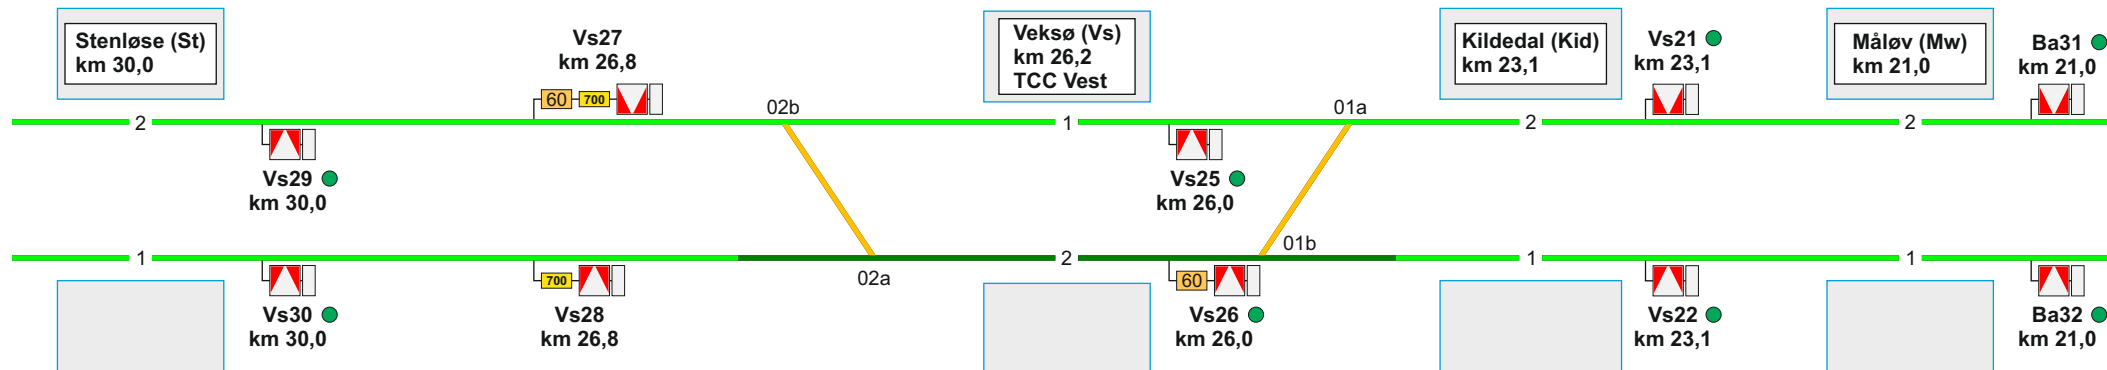 Stenløse (St)
km 30,0
Vs27
km 26,8
Veksø (Vs)
km 26,2
TCC Vest
Kildedal (Kid)
km 23,1
Vs21
km 23,1
Måløv (Mw)
km 21,0
Ba31
km 21,0
60
700
02b
01a
2
1
2
2
Vs29
km 30,0
Vs25
km 26,0
01b
1
2
1
1
02a
700
60
Vs30
km 30,0
Vs28
km 26,8
Vs26
km 26,0
Vs22
km 23,1
Ba32
km 21,0